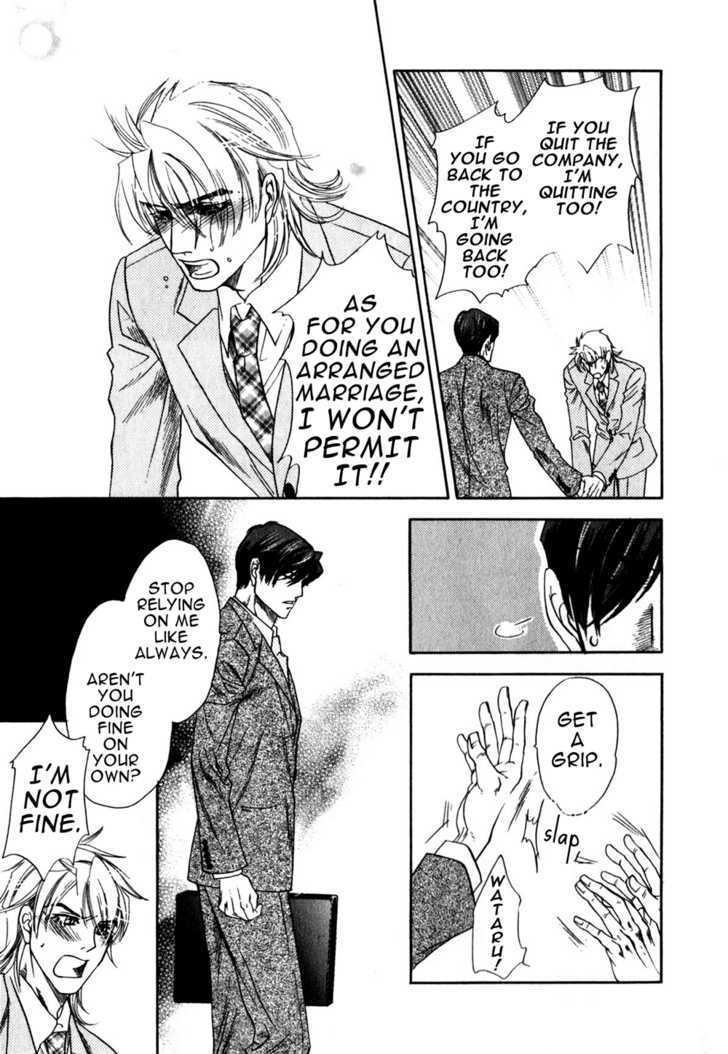 IF YOU
QUIT THE
COMPANY,
I'M
QUITTING
TOO!
IF
YOU GO
BACK TO
THE
COUNTRY,
I'M
GOING
BACK
TOO!
AS
FOR YOU
DOING AN
ARRANGED
MARRIAGE,
I WON'T
PERMIT
IT!!
GET
A
GRIP.
slap
WATARU!
STOP
RELYING
ON ME
LIKE
ALWAYS.
AREN'T
YOU
DOING
FINE
ON
YOUR
OWN?
I'M
NOT
FINE.